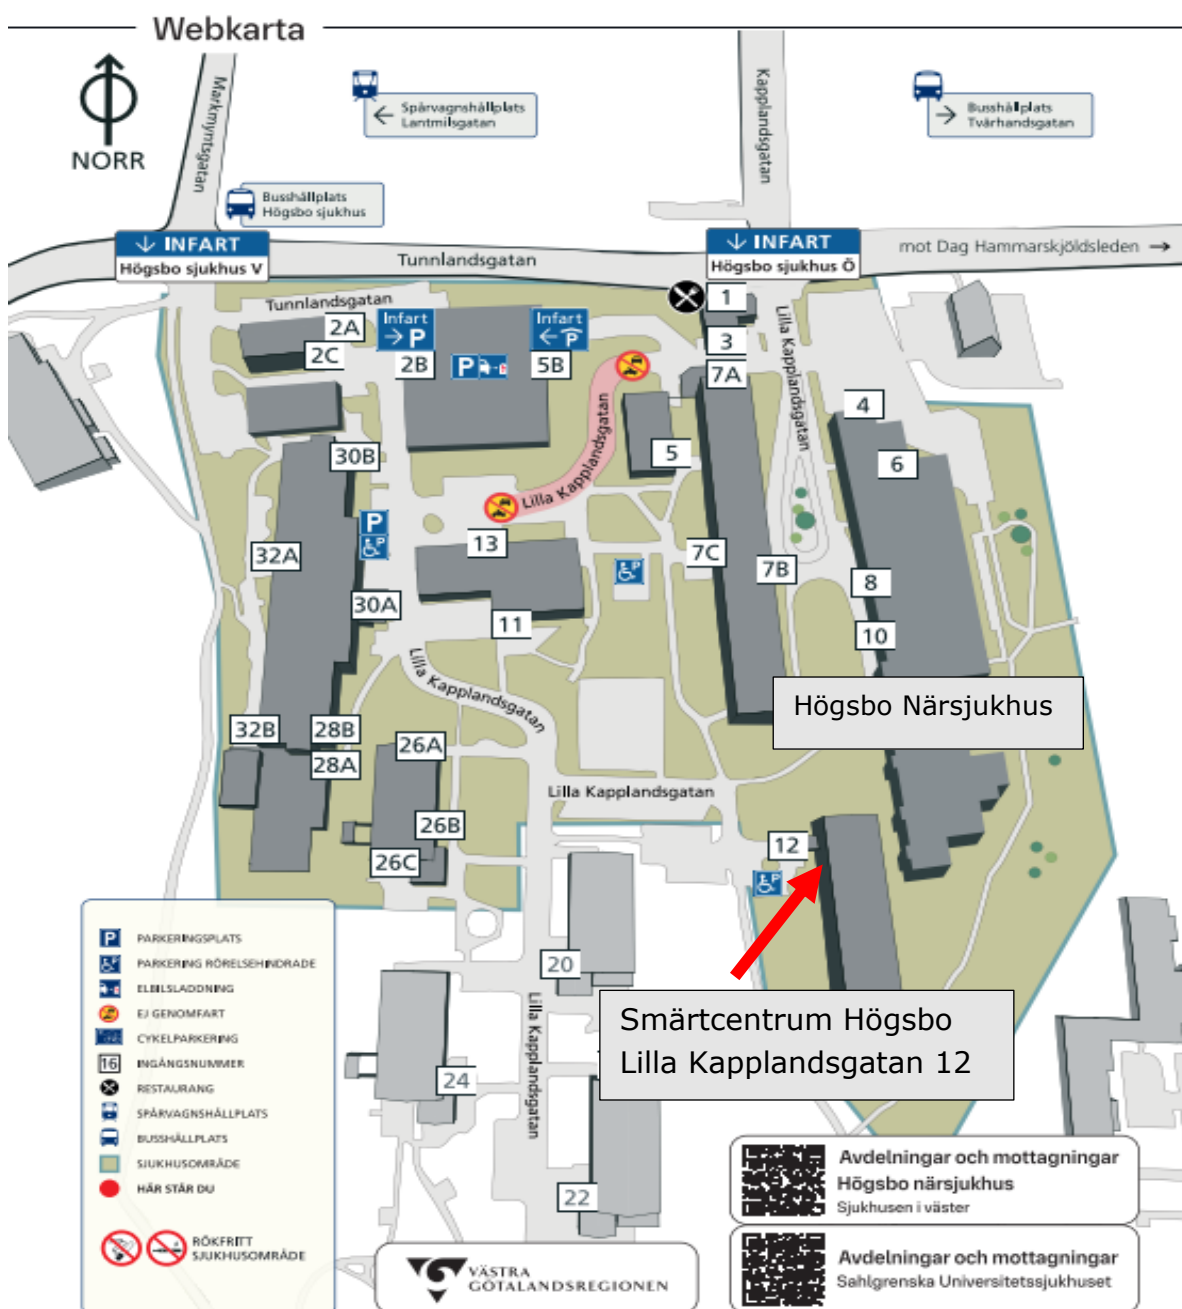 Webkarta
NORR
Markmyntsgatan
Spårvagnshållplats
Lantmilsgatan
Kapplandsgatan
Busshållplats
Tvärhandsgatan
Busshållplats
Högsbo sjukhus
INFART
Högsbo sjukhus V
Tunnlandsgatan
INFART
Högsbo sjukhus Ö
mot Dag Hammarskjöldsleden
Tunnlandsgatan
1
2A
Infart
P
Infart
P
3
2C
2B
P
5B
7A
Lilla Kapplandsgatan
Lilla Kapplandsgatan
4
5
6
30B
P
P
13
32A
7C
7B
P
8
30A
11
10
Lilla Kapplandsgatan
Högsbo Närsjukhus
32B
28B
26A
28A
Lilla Kapplandsgatan
26B
12
26C
P
20
Lilla Kapplandsgatan
Smärtcentrum Högsbo
Lilla Kapplandsgatan 12
24
22
P PARKERINGSPLATS
P PARKERING RÖRELSEHINDRADE
ELBILSLADDNING
EJ GENOMFART
CYKELPARKERING
16 INGÅNGSNUMMER
RESTAURANG
SPÅRVAGNSHÅLLPLATS
BUSSHÅLLPLATS
SJUKHUSOMRÅDE
HÄR STÅR DU
RÖKFRITT
SJUKHUSOMRÅDE
VÄSTRA
GÖTALANDSREGIONEN
Avdelningar och mottagningar
Högsbo närsjukhus
Sjukhusen i väster
Avdelningar och mottagningar
Sahlgrenska Universitetssjukhuset